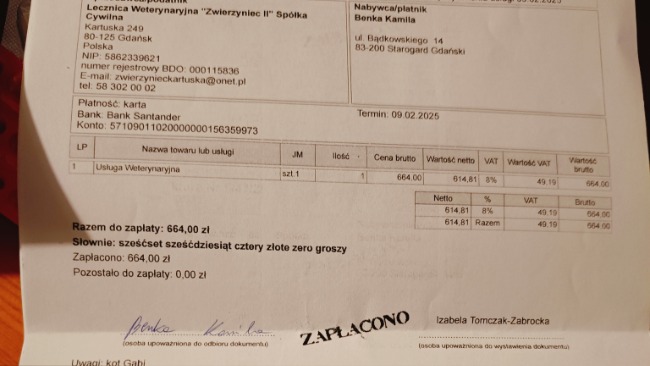 Lecznica Weterynaryjna "Zwierzyniec II" Spółka
Cywilna
Kartuska 249
80-125 Gdańsk
Polska
NIP: 5862339621
numer rejestrowy BDO: 000115836
E-mail: zwierzynieckartuska@onet.pl
tel: 58 302 00 02
Nabywca/płatnik
Benka Kamila
ul. Bądkowskiego 14
83-200 Starogard Gdański
Płatność: karta
Bank: Bank Santander
Konto: 57109011020000000156359973
Termin: 09.02.2025
LP Nazwa towaru lub usługi JM Ilość Cena brutto Wartość netto VAT Wartość VAT Wartość brutto
1 Usługa Weterynaryjna szt.1 1 664,00 614,81 8% 49,19 664,00
Netto % VAT Brutto
614,81 8% 49,19 664,00
614,81 Razem 49,19 664,00
Razem do zapłaty: 664,00 zł
Słownie: sześćset sześćdziesiąt cztery złote zero groszy
Zapłacono: 664,00 zł
Pozostało do zapłaty: 0,00 zł
Benka Kamila
(osoba upoważniona do odbioru dokumentu)
ZAPŁACONO
Izabela Tomczak-Zabrocka
(osoba upoważniona do wystawienia dokumentu)
Uwagi: kot Gabi